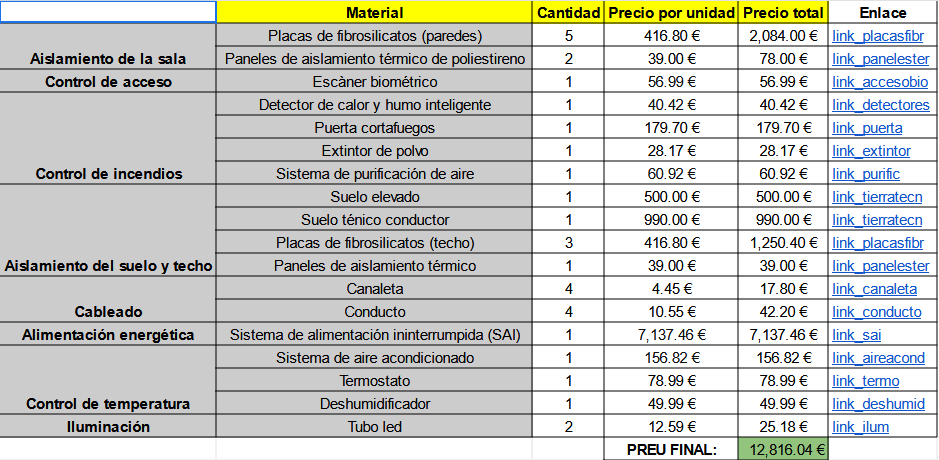 Material Cantidad Precio por unidad Precio total Enlace
Placas de fibrosilicatos (paredes) 5 416.80 € 2,084.00 € link_placasfibr
Aislamiento de la sala Paneles de aislamiento térmico de poliestireno 2 39.00 € 78.00 € link_panelester
Control de acceso Escàner biométrico 1 56.99 € 56.99 € link_accesobio
Detector de calor y humo inteligente 1 40.42 € 40.42 € link_detectores
Puerta cortafuegos 1 179.70 € 179.70 € link_puerta
Extintor de polvo 1 28.17 € 28.17 € link_extintor
Control de incendios Sistema de purificación de aire 1 60.92 € 60.92 € link_purific
Suelo elevado 1 500.00 € 500.00 € link_tierratecn
Suelo ténico conductor 1 990.00 € 990.00 € link_tierratecn
Placas de fibrosilicatos (techo) 3 416.80 € 1,250.40 € link_placasfibr
Aislamiento del suelo y techo Paneles de aislamiento térmico 1 39.00 € 39.00 € link_panelester
Canaleta 4 4.45 € 17.80 € link_canaleta
Cableado Conducto 4 10.55 € 42.20 € link_conducto
Alimentación energética Sistema de alimentación ininterrumpida (SAI) 1 7,137.46 € 7,137.46 € link_sai
Sistema de aire acondicionado 1 156.82 € 156.82 € link_aireacond
Termostato 1 78.99 € 78.99 € link_termo
Control de temperatura Deshumidificador 1 49.99 € 49.99 € link_deshumid
Iluminación Tubo led 2 12.59 € 25.18 € link_ilum
PREU FINAL: 12,816.04 €